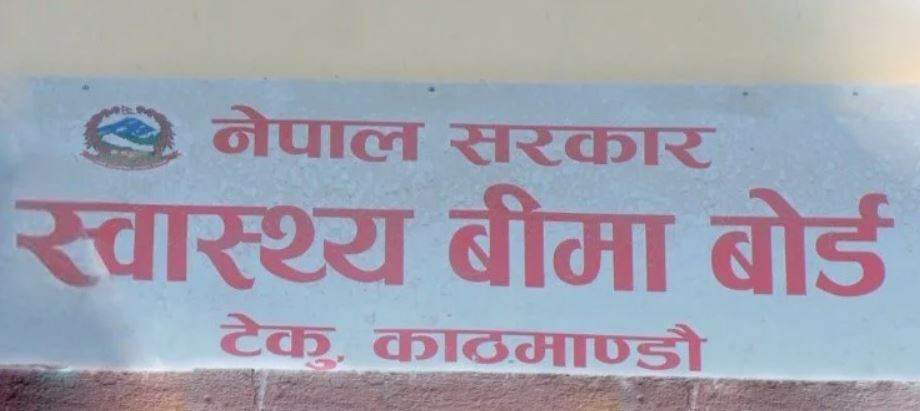 नेपाल सरकार
स्वास्थ्य बीमा बोर्ड
टेकु, काठमाण्डौ